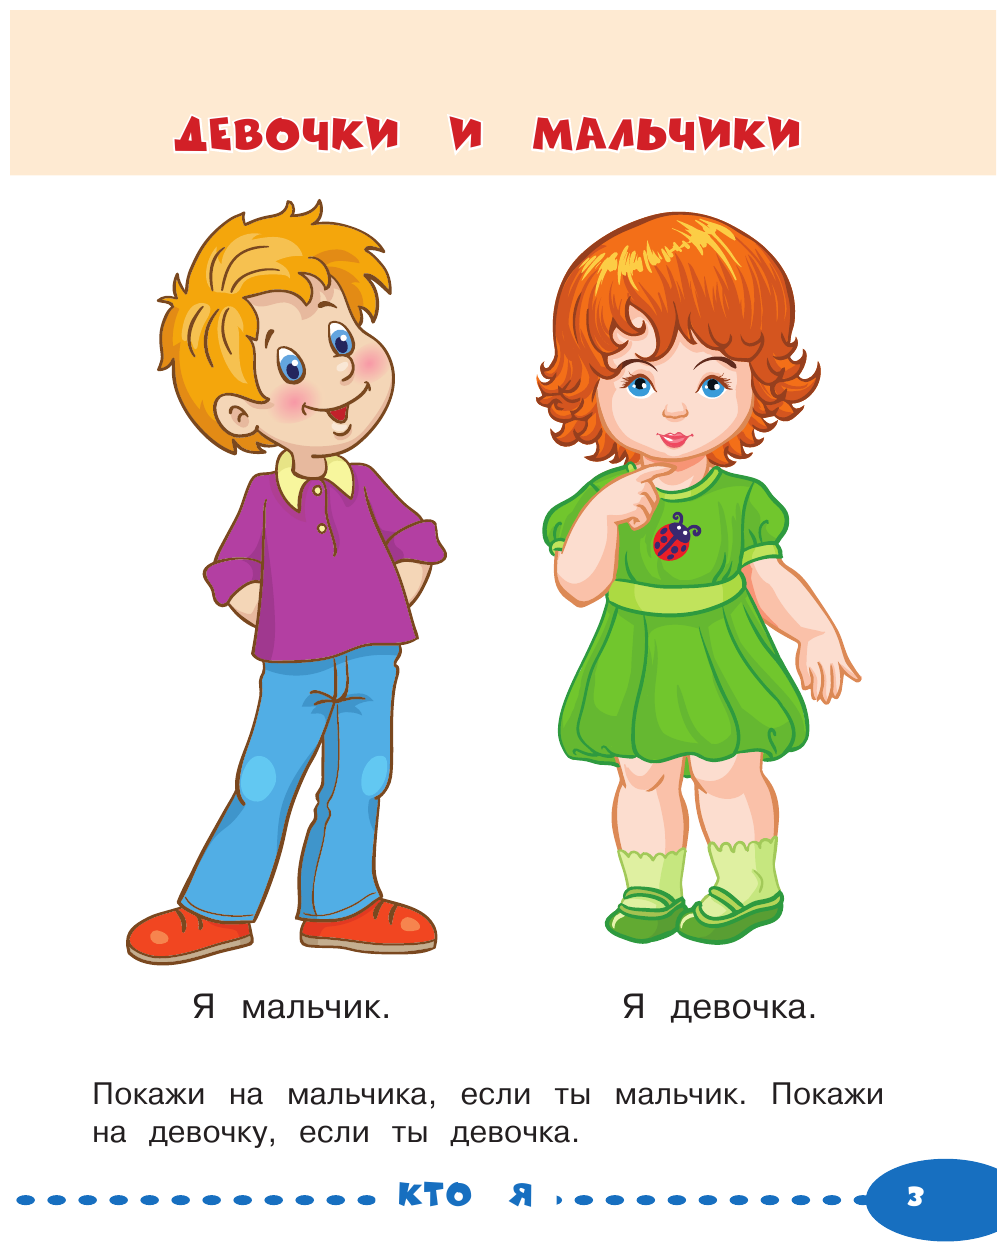 ДЕВОЧКИ И МАЛЬЧИКИ
Я мальчик.
Я девочка.
Покажи на мальчика, если ты мальчик. Покажи
на девочку, если ты девочка.
КТО Я
3